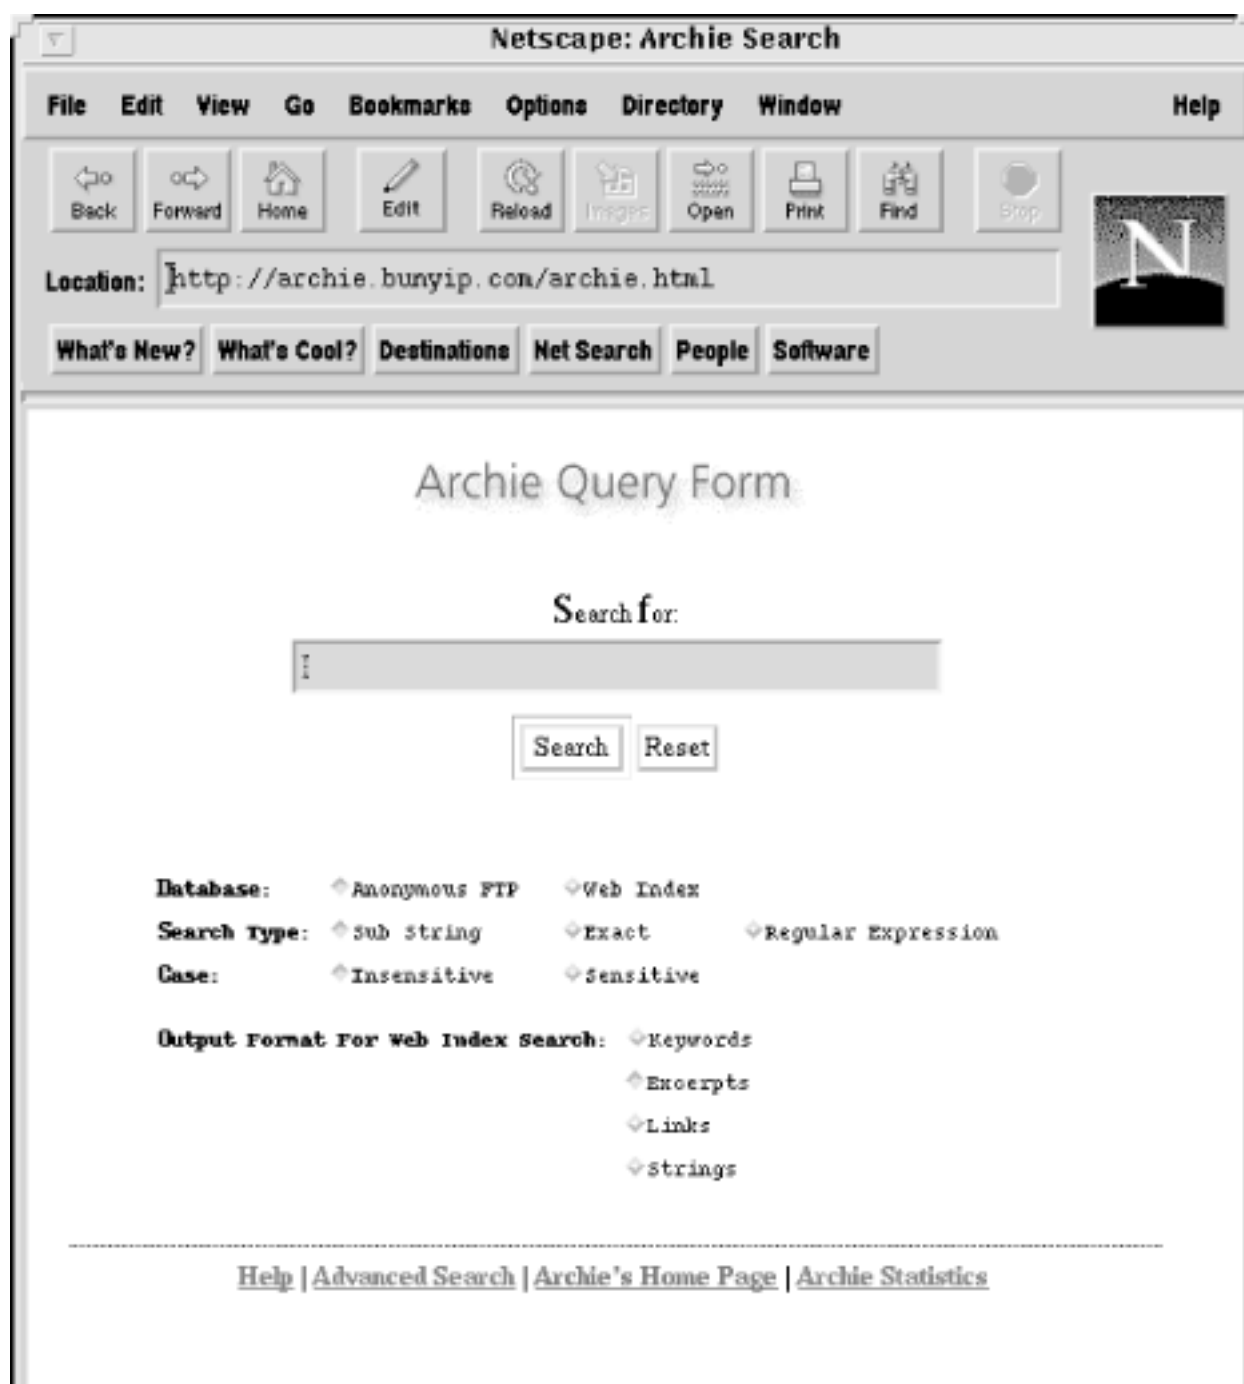 Netscape: Archie Search
File Edit View Go Bookmarks Options Directory Window Help
Back Forward Home Edit Reload Images Open Print Find Stop
N
Location: http://archie.bunyip.com/archie.html
What's New? What's Cool? Destinations Net Search People Software
Archie Query Form
Search for:
Search Reset
Database: Anonymous FTP Web Index
Search Type: Sub String Exact Regular Expression
Case: Insensitive Sensitive
Output Format For Web Index Search: Keywords
Excerpts
Links
Strings
Help | Advanced Search | Archie's Home Page | Archie Statistics